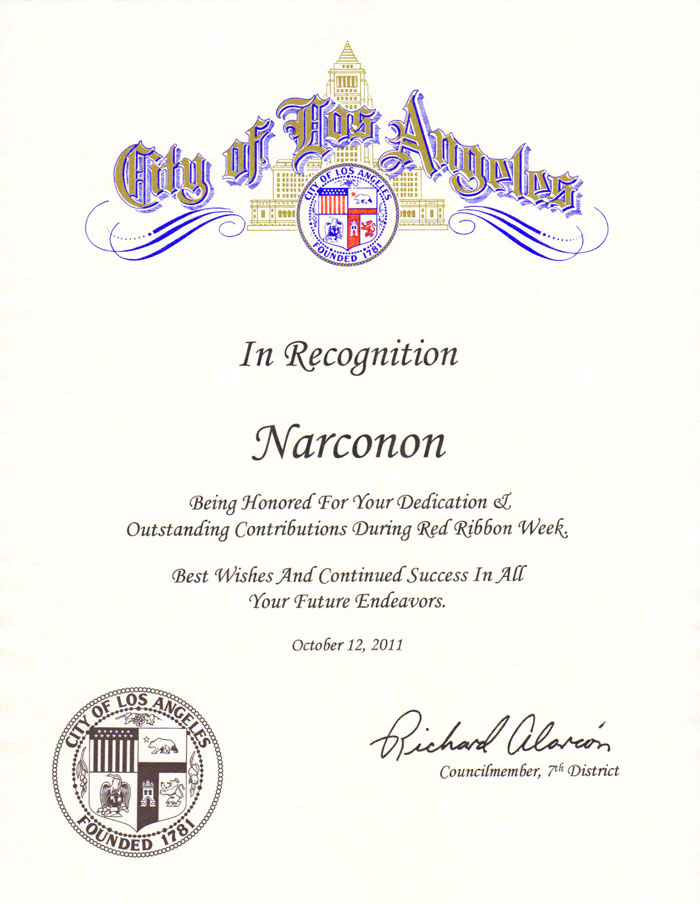 City of Los Angeles
CITY OF LOS ANGELES
FOUNDED 1781
In Recognition
Narconon
Being Honored For Your Dedication &
Outstanding Contributions During Red Ribbon Week.
Best Wishes And Continued Success In All
Your Future Endeavors.
October 12, 2011
Richard Alarcón
Councilmember, 7th District
CITY OF LOS ANGELES
FOUNDED 1781